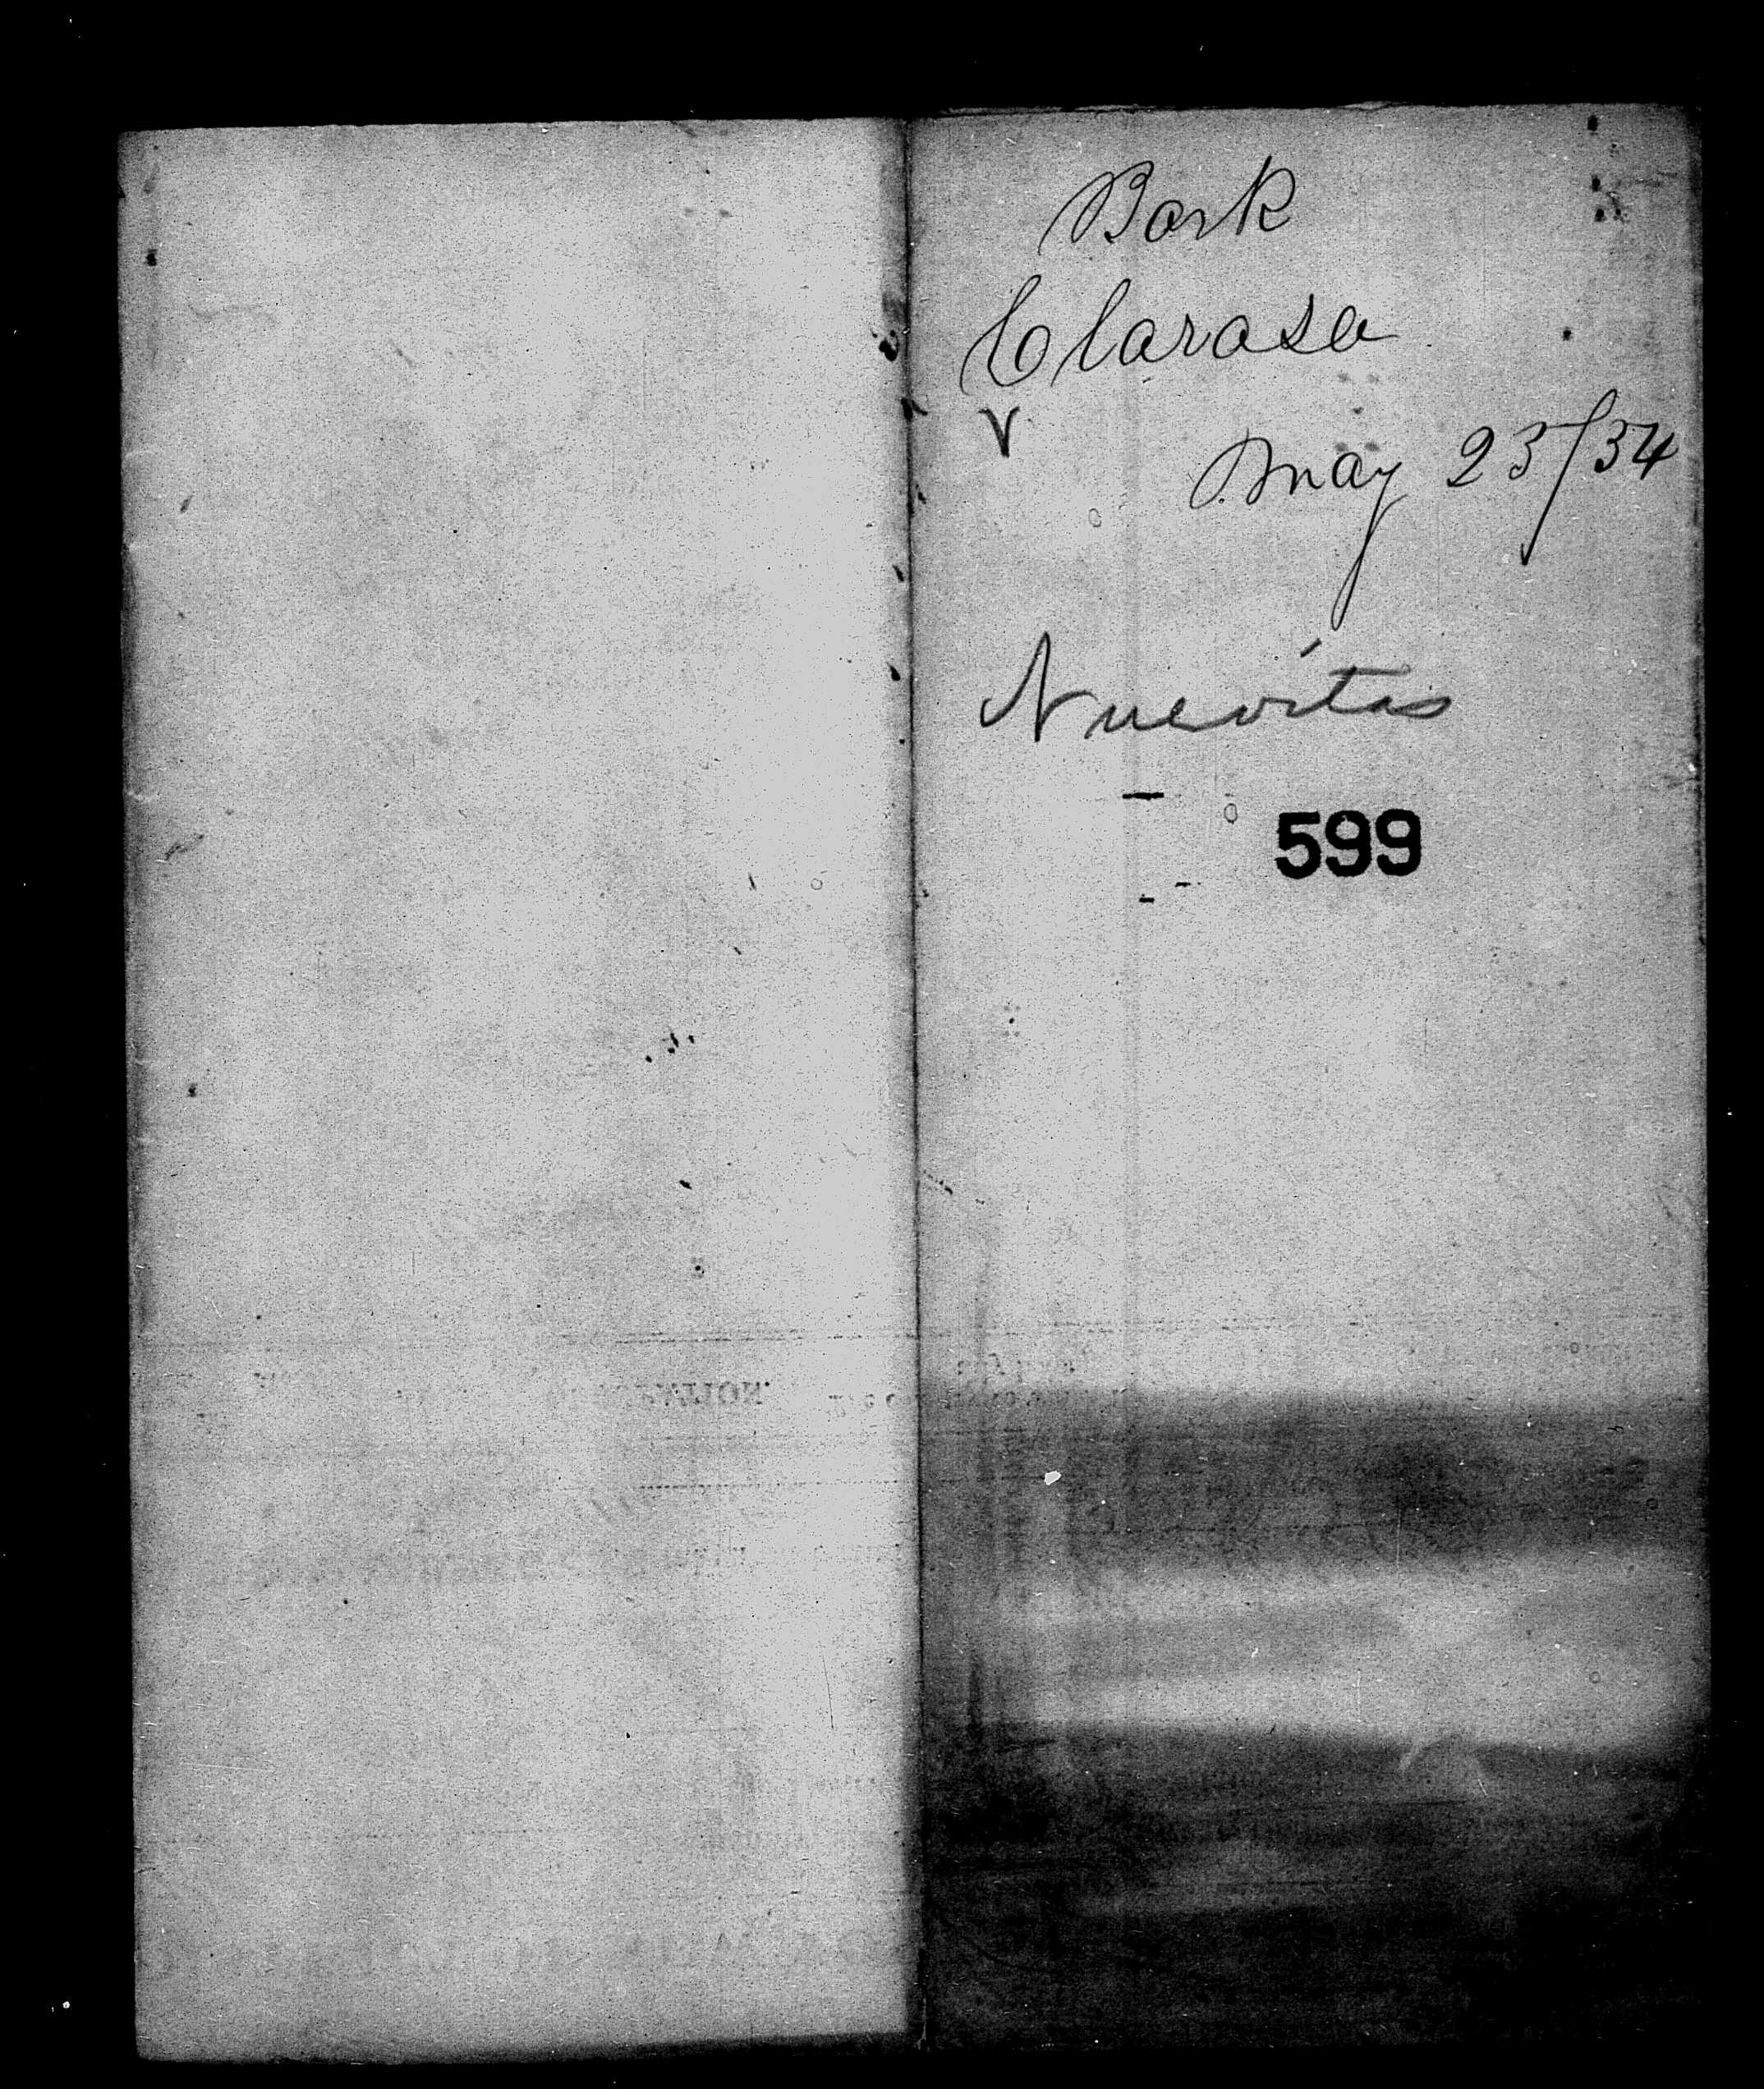 Bark
Clarasa
V
May 23/34
Nuevitas
599